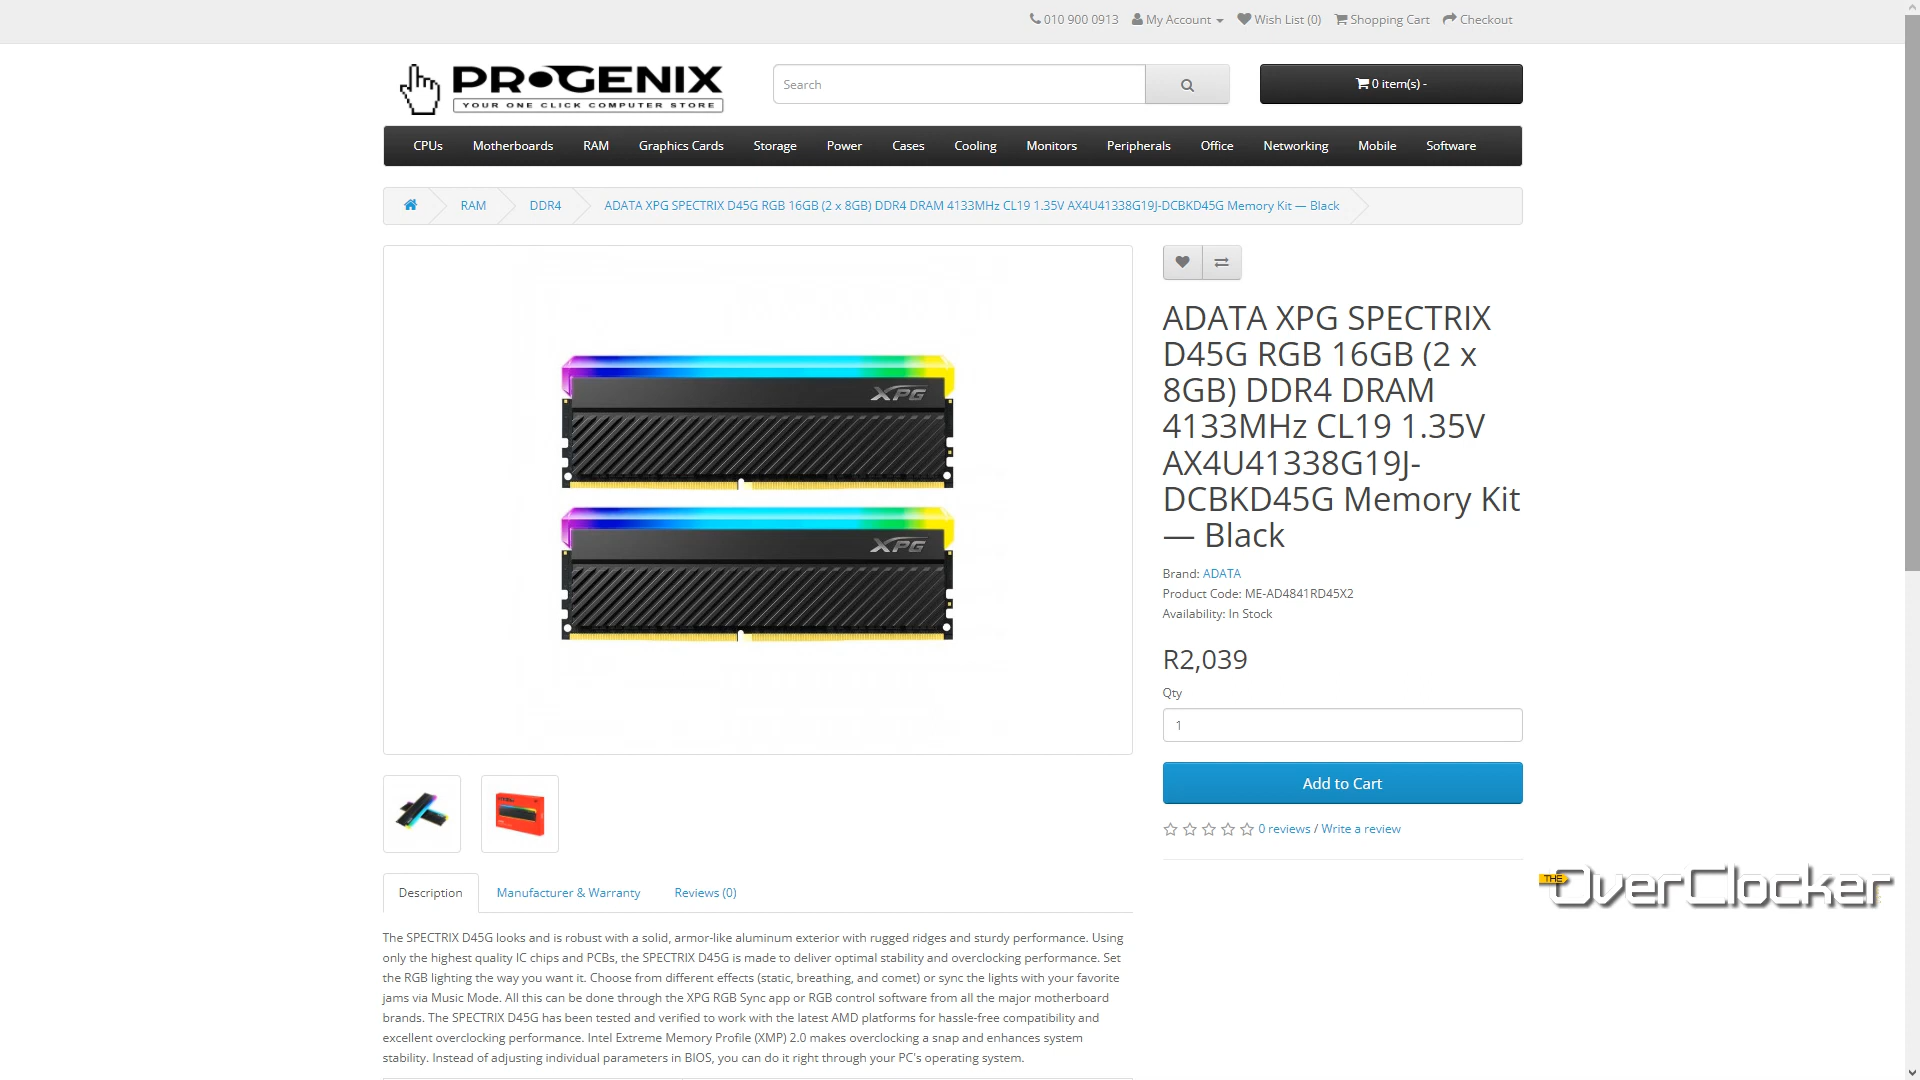 010 900 0913 My Account Wish List (0) Shopping Cart Checkout
PROGENIX
YOUR ONE CLICK COMPUTER STORE
Search
0 item(s) -
CPUs Motherboards RAM Graphics Cards Storage Power Cases Cooling Monitors Peripherals Office Networking Mobile Software
RAM DDR4 ADATA XPG SPECTRIX D45G RGB 16GB (2 x 8GB) DDR4 DRAM 4133MHz CL19 1.35V AX4U41338G19J-DCBKD45G Memory Kit — Black
XPG
XPG
ADATA XPG SPECTRIX
D45G RGB 16GB (2 x
8GB) DDR4 DRAM
4133MHz CL19 1.35V
AX4U41338G19J-
DCBKD45G Memory Kit
— Black
Brand: ADATA
Product Code: ME-AD4841RD45X2
Availability: In Stock
R2,039
Qty
1
Add to Cart
0 reviews / Write a review
THE OverClocker
Description Manufacturer & Warranty Reviews (0)
The SPECTRIX D45G looks and is robust with a solid, armor-like aluminum exterior with rugged ridges and sturdy performance. Using
only the highest quality IC chips and PCBs, the SPECTRIX D45G is made to deliver optimal stability and overclocking performance. Set
the RGB lighting the way you want it. Choose from different effects (static, breathing, and comet) or sync the lights with your favorite
jams via Music Mode. All this can be done through the XPG RGB Sync app or RGB control software from all the major motherboard
brands. The SPECTRIX D45G has been tested and verified to work with the latest AMD platforms for hassle-free compatibility and
excellent overclocking performance. Intel Extreme Memory Profile (XMP) 2.0 makes overclocking a snap and enhances system
stability. Instead of adjusting individual parameters in BIOS, you can do it right through your PC's operating system.